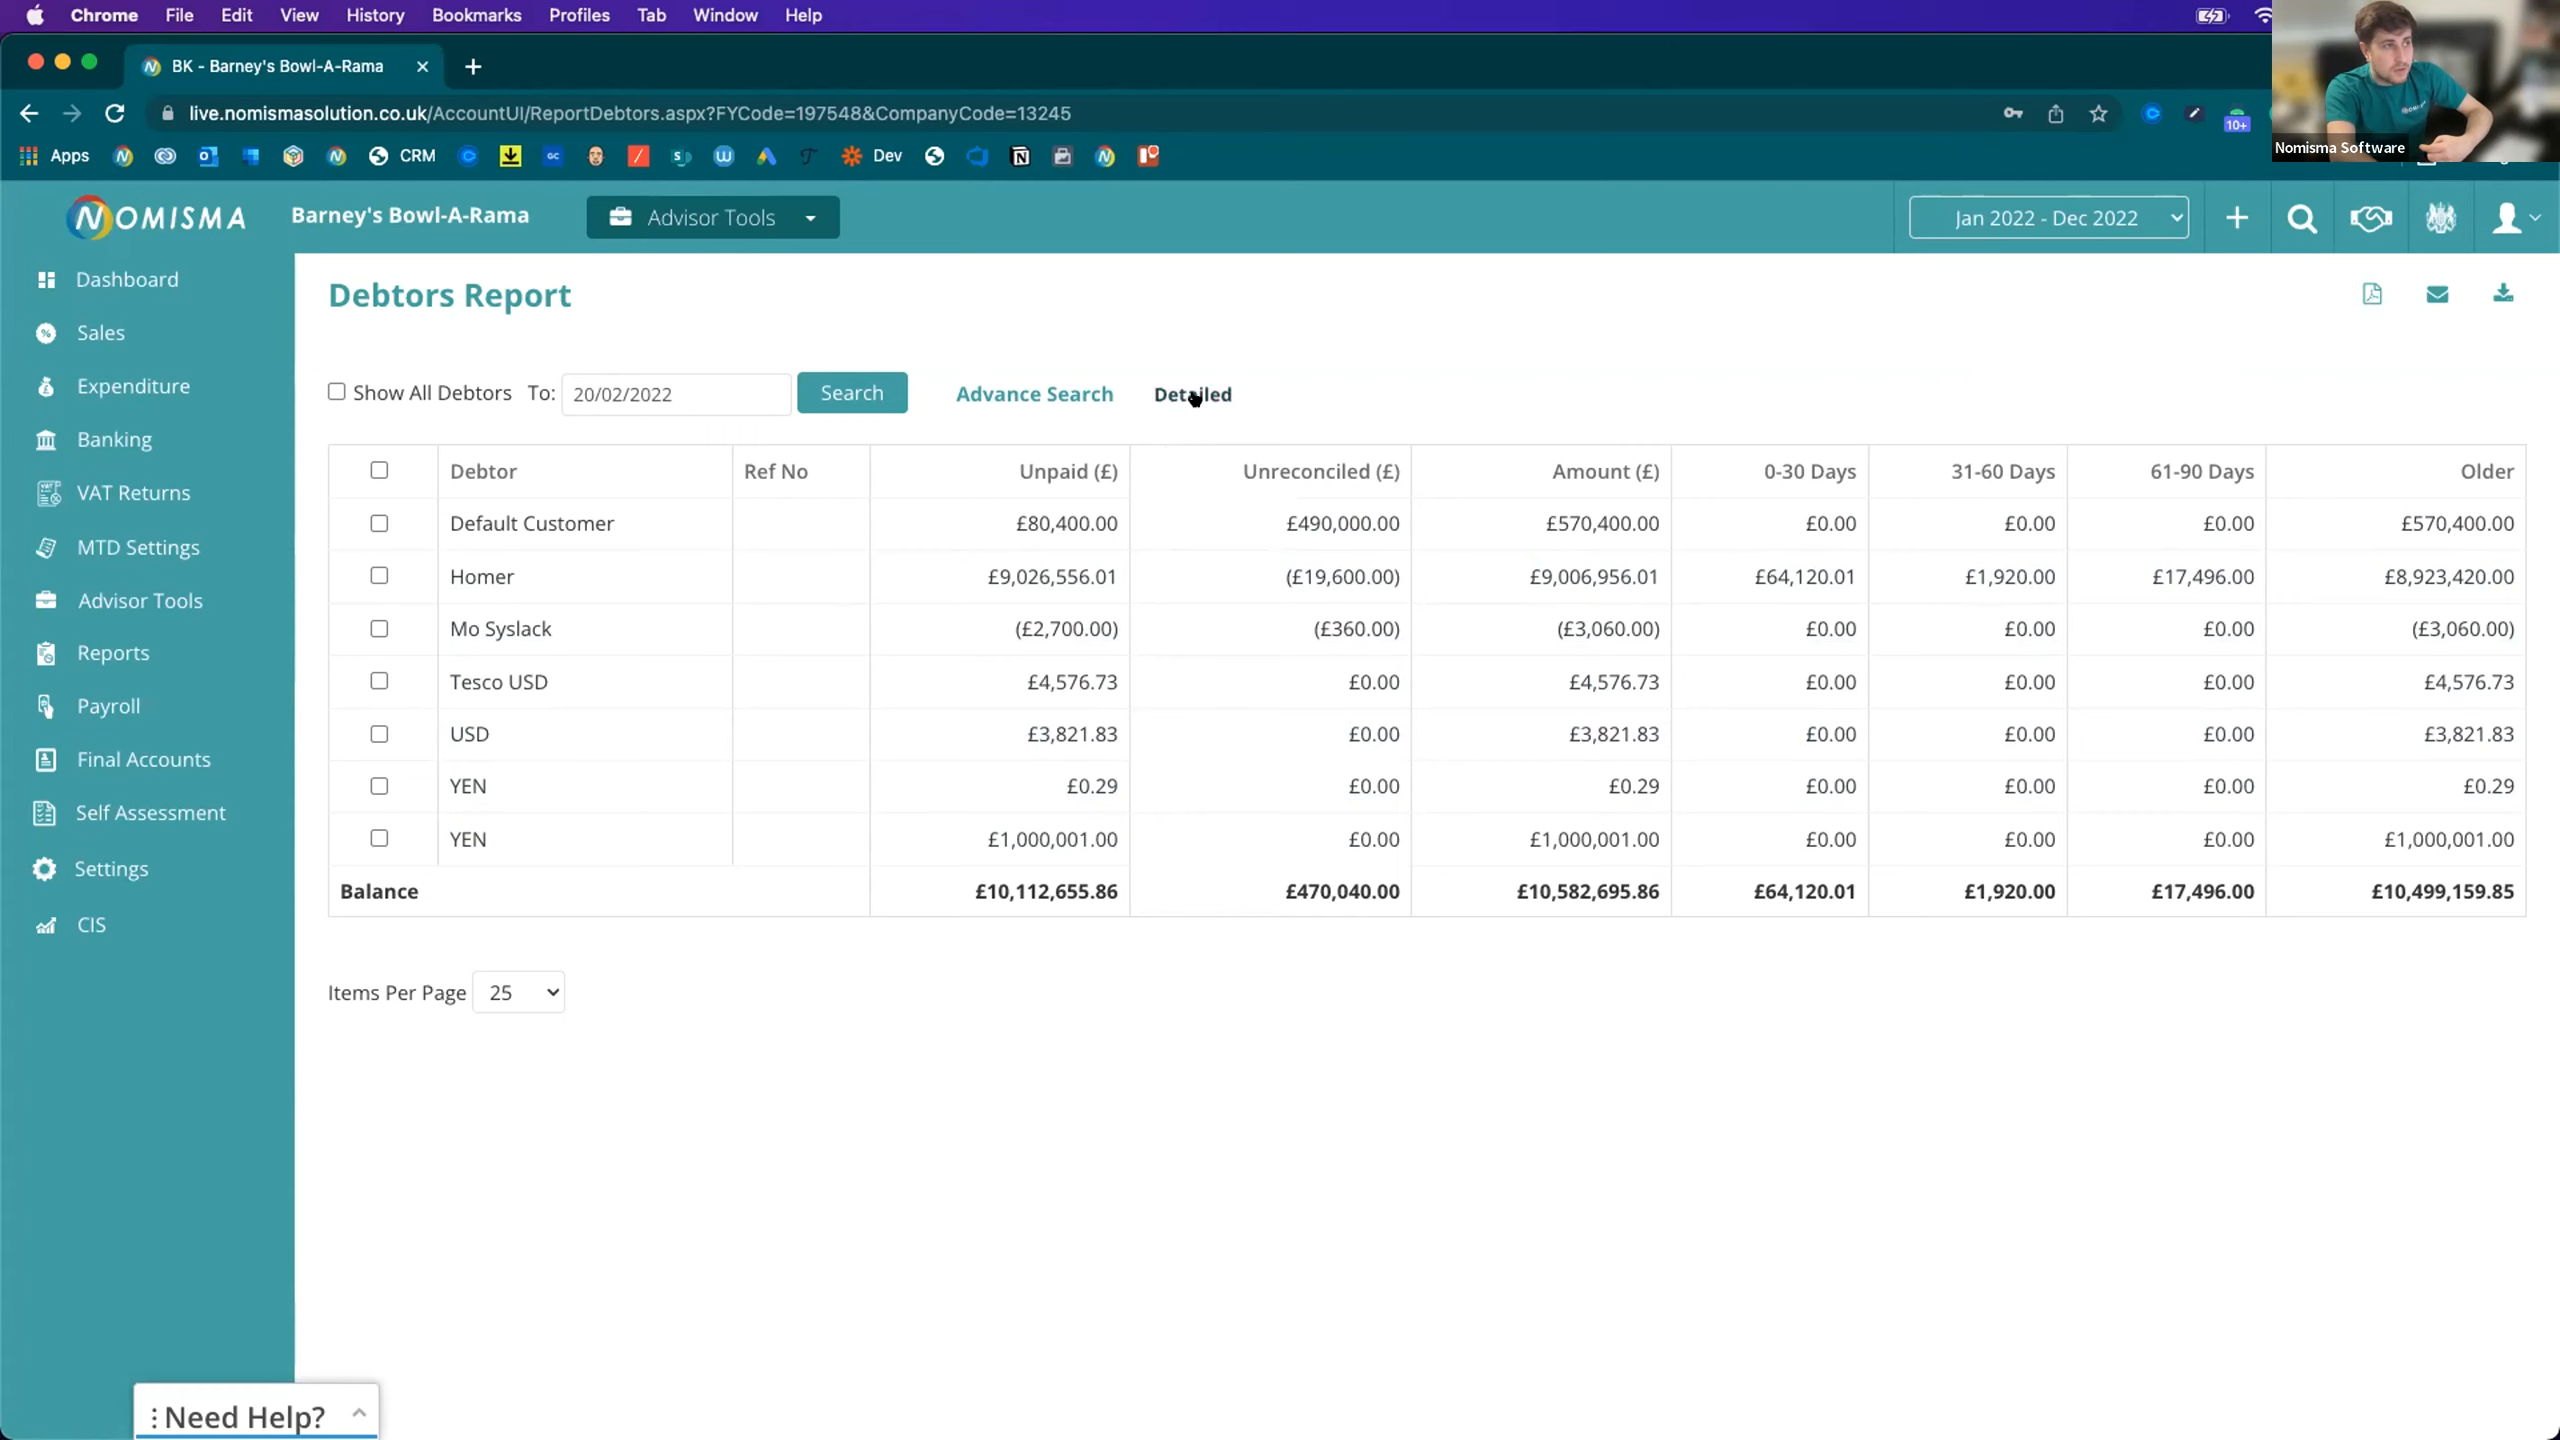 Chrome File Edit View History Bookmarks Profiles Tab Window Help
BK - Barney's Bowl-A-Rama
live.nomismasolution.co.uk/AccountUI/ReportDebtors.aspx?FYCode=197548&CompanyCode=13245
10+
Apps CRM GC Dev
Nomisma Software
NOMISMA Barney's Bowl-A-Rama Advisor Tools Jan 2022 - Dec 2022
Dashboard
Sales
Expenditure
Banking
VAT Returns
MTD Settings
Advisor Tools
Reports
Payroll
Final Accounts
Self Assessment
Settings
CIS
Debtors Report
Show All Debtors To: 20/02/2022 Search Advance Search Detailed
Debtor Ref No Unpaid (£) Unreconciled (£) Amount (£) 0-30 Days 31-60 Days 61-90 Days Older
Default Customer £80,400.00 £490,000.00 £570,400.00 £0.00 £0.00 £0.00 £570,400.00
Homer £9,026,556.01 (£19,600.00) £9,006,956.01 £64,120.01 £1,920.00 £17,496.00 £8,923,420.00
Mo Syslack (£2,700.00) (£360.00) (£3,060.00) £0.00 £0.00 £0.00 (£3,060.00)
Tesco USD £4,576.73 £0.00 £4,576.73 £0.00 £0.00 £0.00 £4,576.73
USD £3,821.83 £0.00 £3,821.83 £0.00 £0.00 £0.00 £3,821.83
YEN £0.29 £0.00 £0.29 £0.00 £0.00 £0.00 £0.29
YEN £1,000,001.00 £0.00 £1,000,001.00 £0.00 £0.00 £0.00 £1,000,001.00
Balance £10,112,655.86 £470,040.00 £10,582,695.86 £64,120.01 £1,920.00 £17,496.00 £10,499,159.85
Items Per Page 25
Need Help?